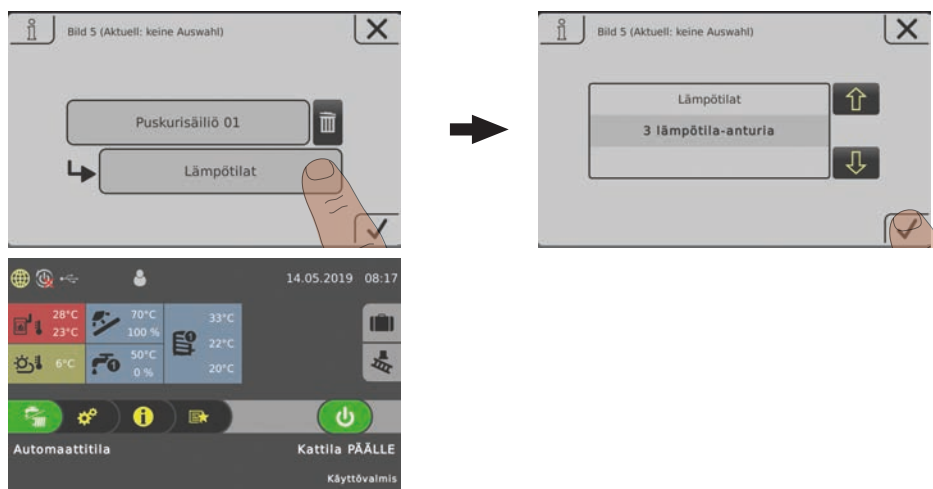 Bild 5 (Aktuell: keine Auswahl)
Puskurisäiliö 01
Lämpötilat
Bild 5 (Aktuell: keine Auswahl)
Lämpötilat
3 lämpötila-anturia
14.05.2019 08:17
28°C
23°C
70°C
100 %
33°C
22°C
20°C
6°C
50°C
0 %
Automaattitila
Kattila PÄÄLLE
Käyttövalmis